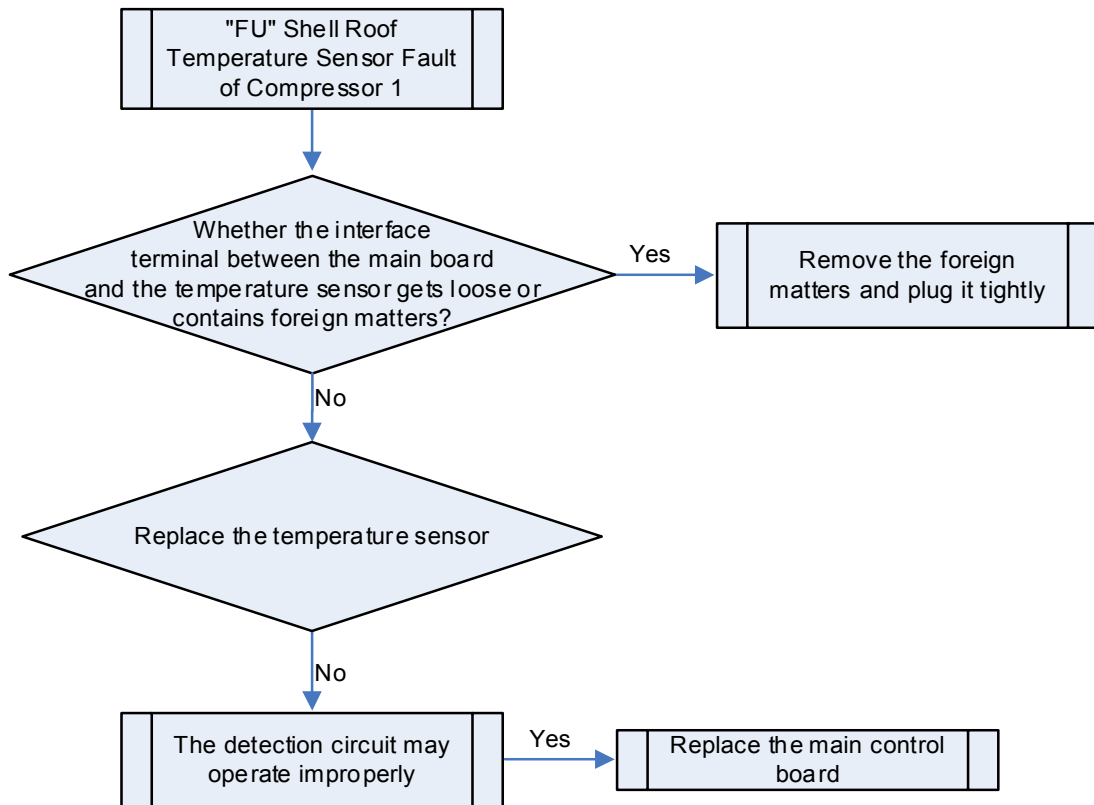 "FU" Shell Roof
Temperature Sensor Fault
of Compressor 1
Whether the interface
terminal between the main board
and the temperature sensor gets loose or
contains foreign matters?
Yes
Remove the foreign
matters and plug it tightly
No
Replace the temperature sensor
No
The detection circuit may
operate improperly
Yes
Replace the main control
board